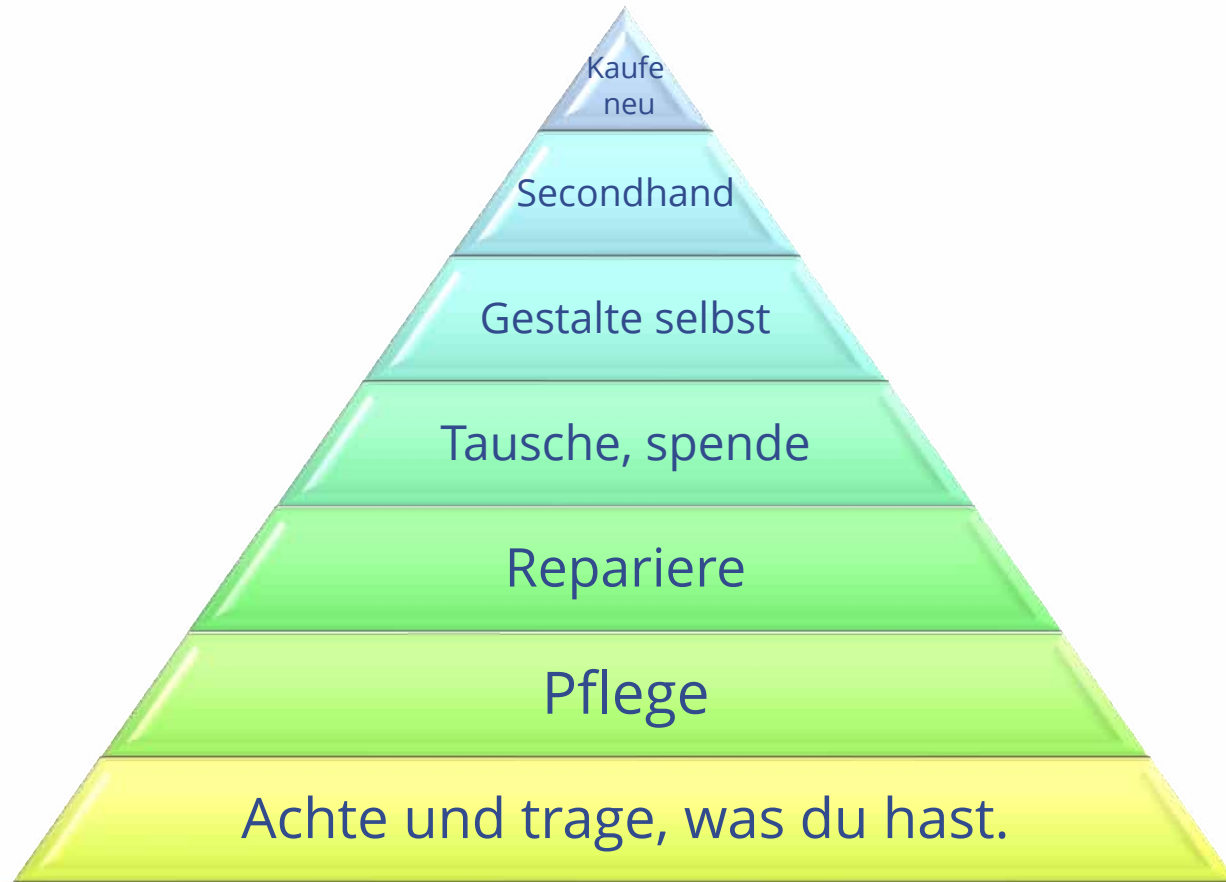 Kaufe
neu
Secondhand
Gestalte selbst
Tausche, spende
Repariere
Pflege
Achte und trage, was du hast.